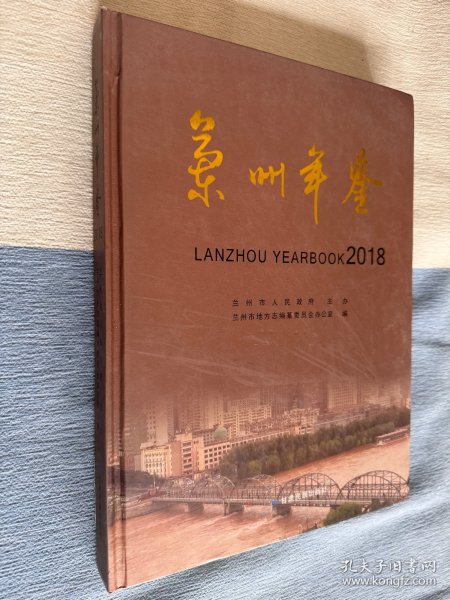 蘭州年鉴
LANZHOU YEARBOOK2018
兰州市人民政府 主办
兰州市地方志编纂委员会办公室 编
孔夫子旧书网
www.kongfz.com